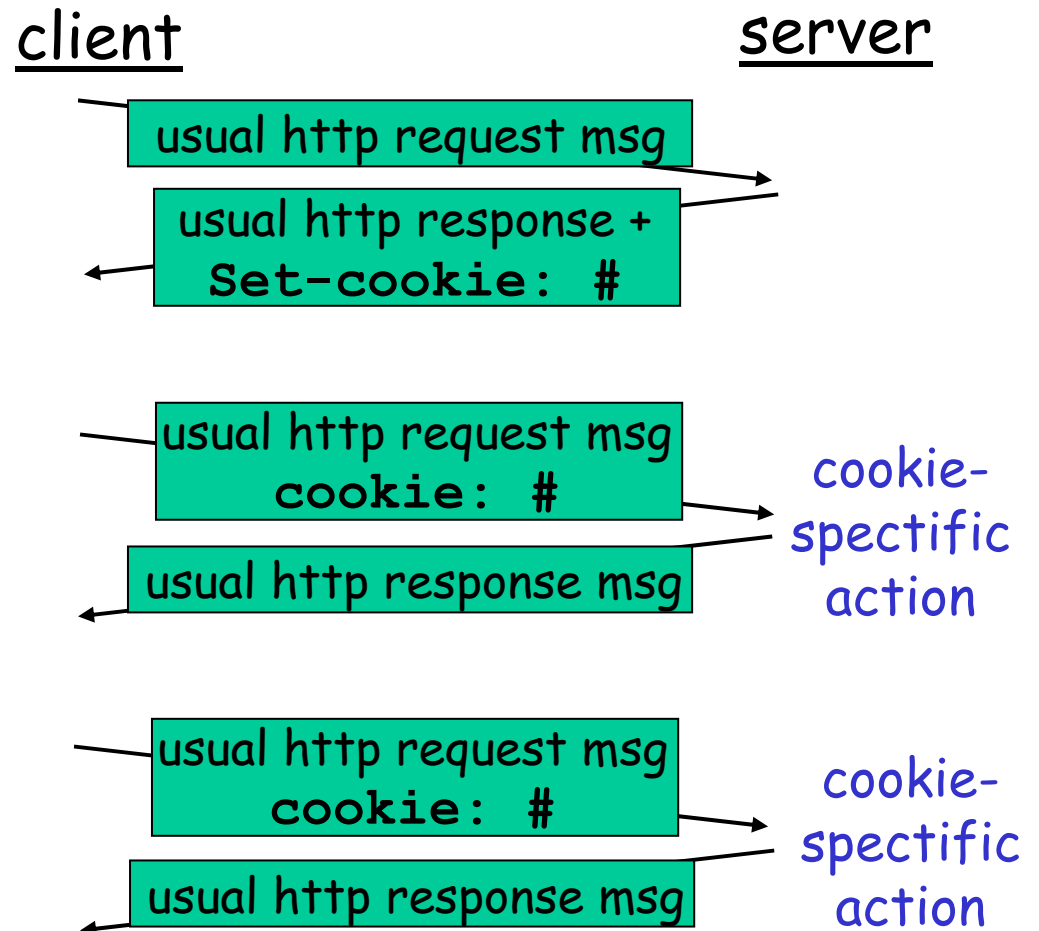 client
server
usual http request msg
usual http response +
Set-cookie: #
usual http request msg
cookie: #
cookie-
spectific
action
usual http response msg
usual http request msg
cookie: #
cookie-
spectific
action
usual http response msg